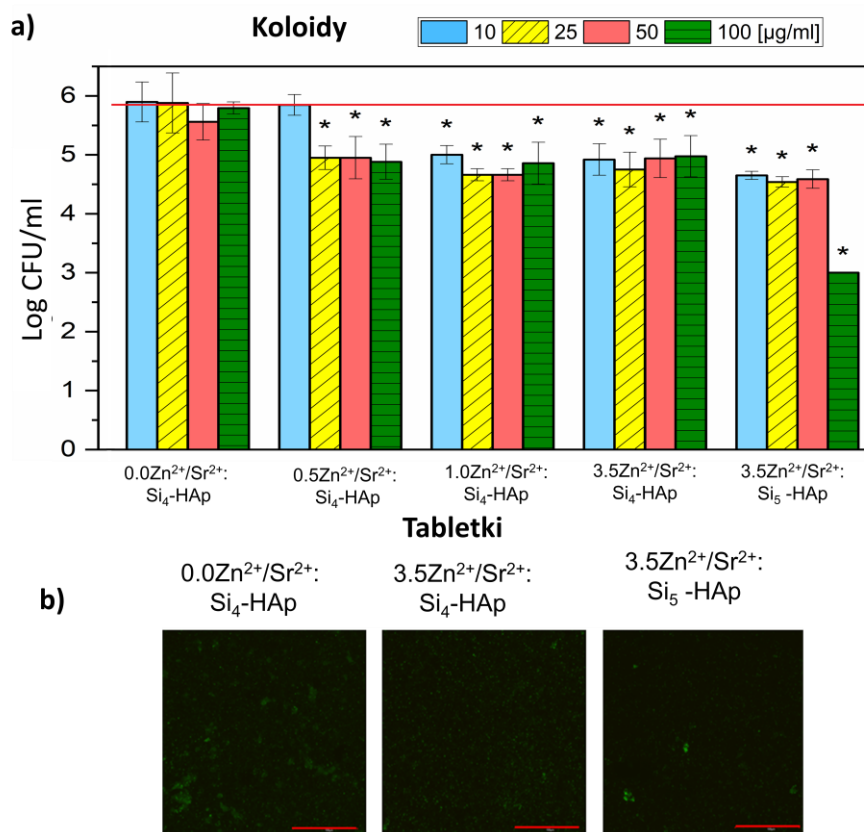 a)
Koloidy
10 25 50 100 [µg/ml]
Log CFU/ml
6
5
4
3
2
1
0
* * * * * * * * * * * * * * *
0.0Zn²⁺/Sr²⁺: 0.5Zn²⁺/Sr²⁺: 1.0Zn²⁺/Sr²⁺: 3.5Zn²⁺/Sr²⁺: 3.5Zn²⁺/Sr²⁺:
Si₄-HAp Si₄-HAp Si₄-HAp Si₄-HAp Si₅ -HAp
Tabletki
b)
0.0Zn²⁺/Sr²⁺: 3.5Zn²⁺/Sr²⁺: 3.5Zn²⁺/Sr²⁺:
Si₄-HAp Si₄-HAp Si₅ -HAp